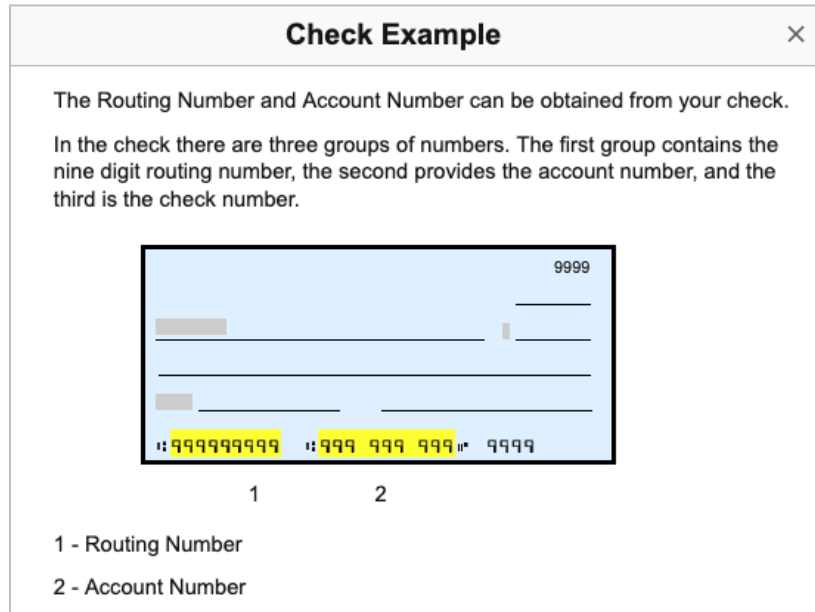 Check Example ×
The Routing Number and Account Number can be obtained from your check.
In the check there are three groups of numbers. The first group contains the
nine digit routing number, the second provides the account number, and the
third is the check number.
9999
⑆999999999 ⑆999 999 999⑈ 9999
1 2
1 - Routing Number
2 - Account Number